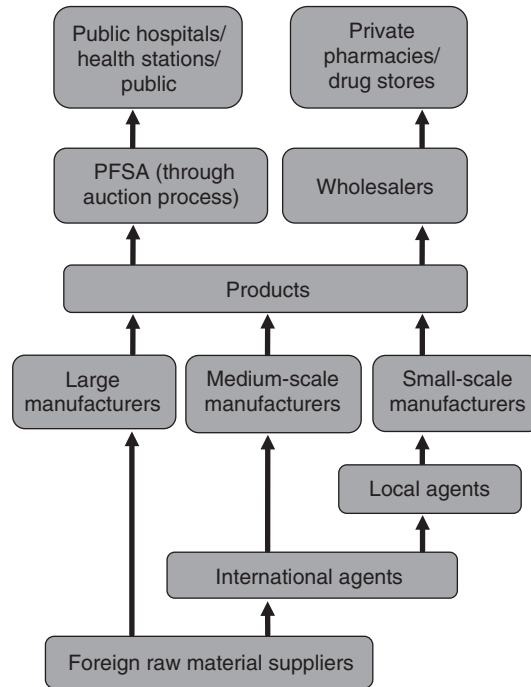 Public hospitals/
health stations/
public
Private
pharmacies/
drug stores
PFSA (through
auction process)
Wholesalers
Products
Large
manufacturers
Medium-scale
manufacturers
Small-scale
manufacturers
Local agents
International agents
Foreign raw material suppliers